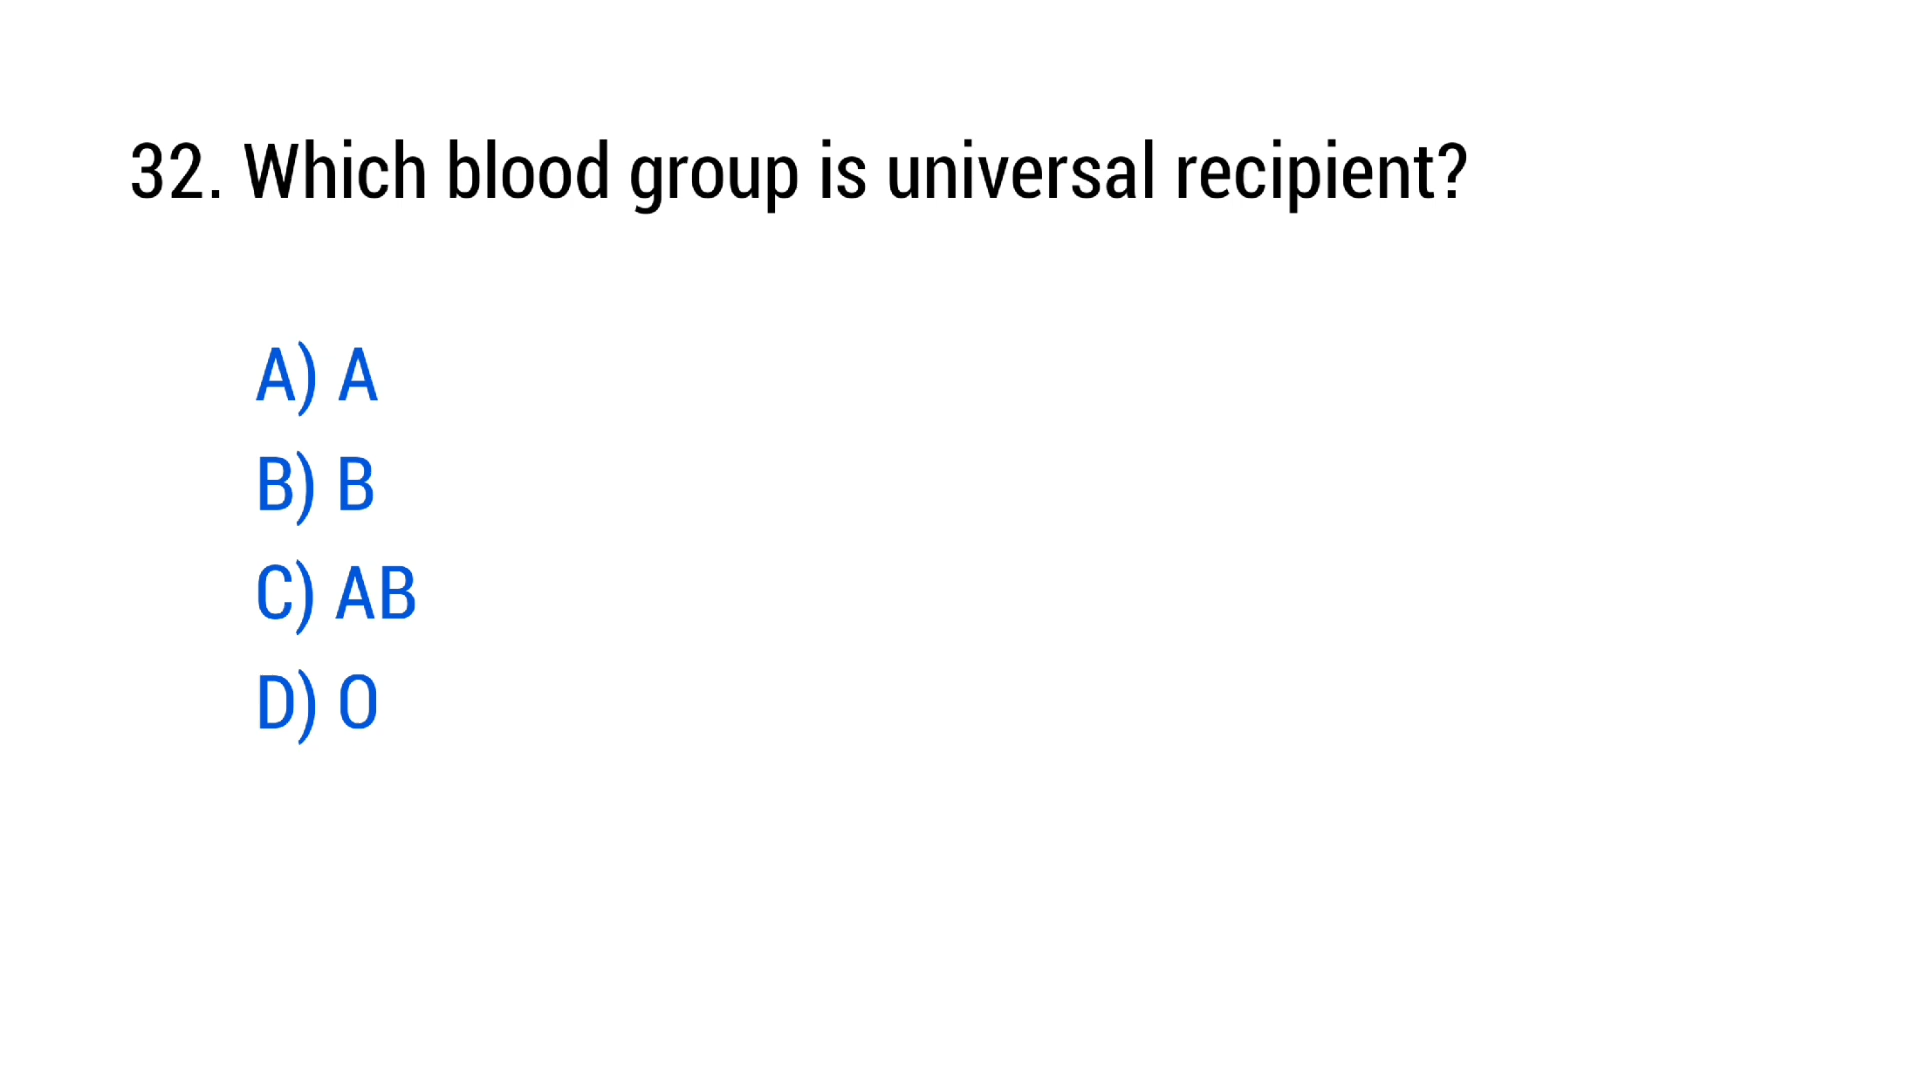 32. Which blood group is universal recipient?
A) A
B) B
C) AB
D) O